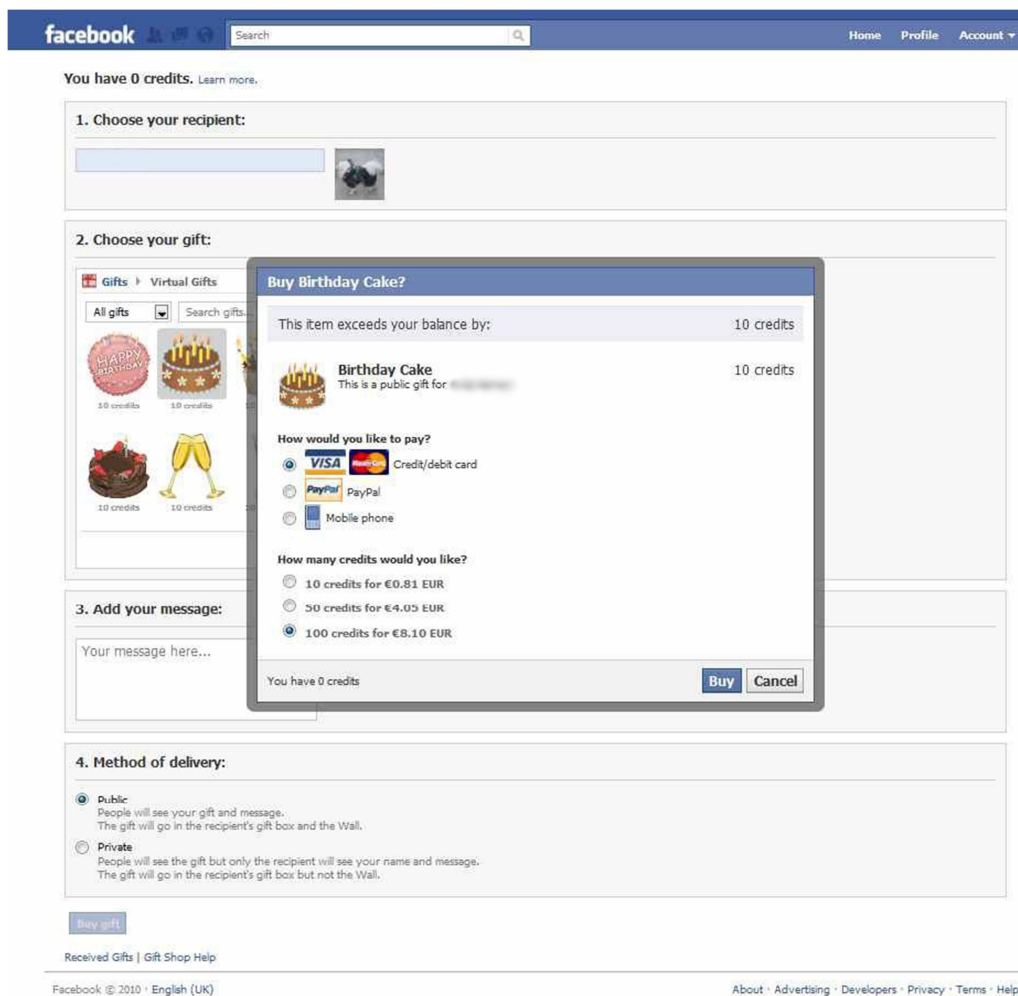 facebook
Search
Home Profile Account
You have 0 credits. Learn more.
1. Choose your recipient:
2. Choose your gift:
Gifts Virtual Gifts
All gifts
Search gifts...
HAPPY BIRTHDAY
10 credits
10 credits
10 credits
10 credits
Buy Birthday Cake?
This item exceeds your balance by: 10 credits
Birthday Cake 10 credits
This is a public gift for
How would you like to pay?
VISA MasterCard Credit/debit card
PayPal PayPal
Mobile phone
How many credits would you like?
10 credits for €0.81 EUR
50 credits for €4.05 EUR
100 credits for €8.10 EUR
You have 0 credits
Buy Cancel
3. Add your message:
Your message here...
4. Method of delivery:
Public
People will see your gift and message.
The gift will go in the recipient's gift box and the Wall.
Private
People will see the gift but only the recipient will see your name and message.
The gift will go in the recipient's gift box but not the Wall.
Buy gift
Received Gifts | Gift Shop Help
Facebook © 2010 · English (UK)
About · Advertising · Developers · Privacy · Terms · Help